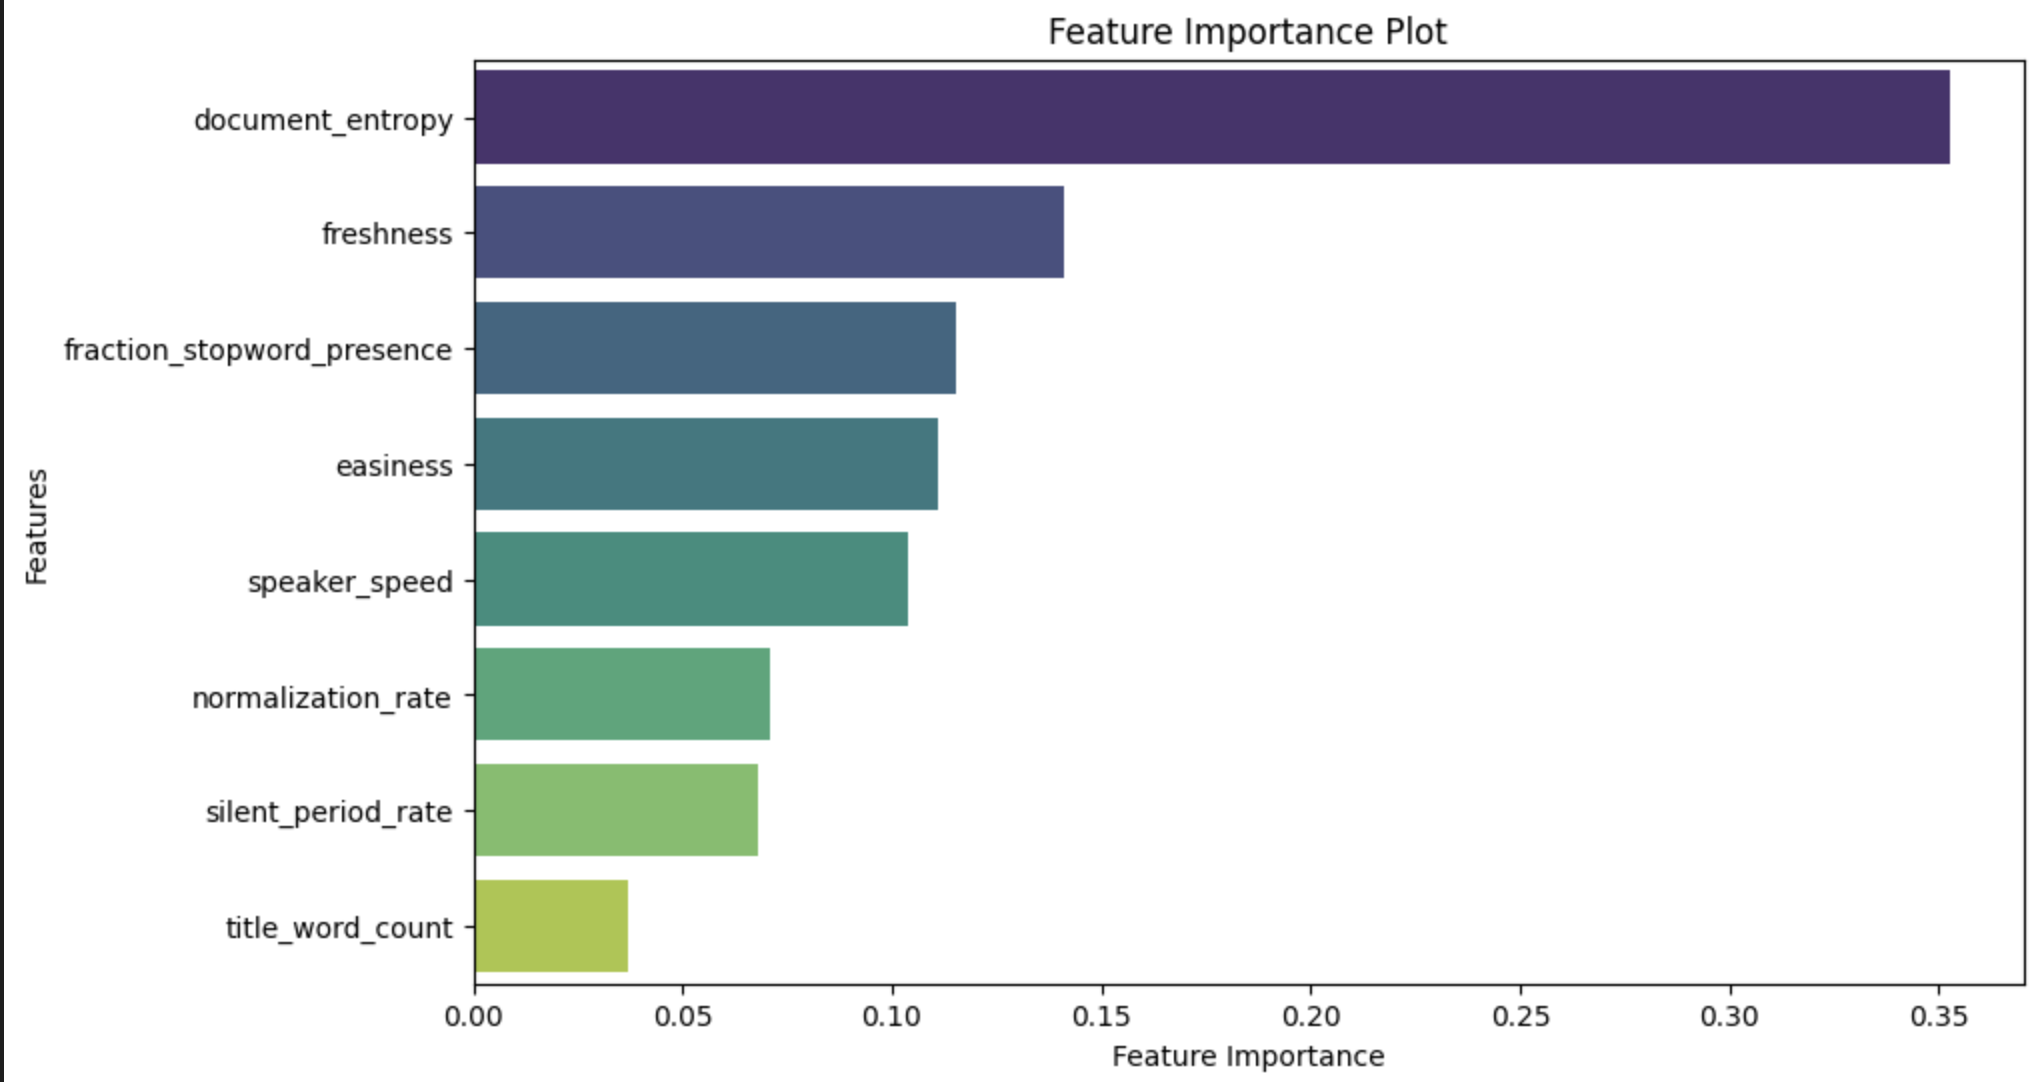 Feature Importance Plot
document_entropy
freshness
fraction_stopword_presence
easiness
speaker_speed
normalization_rate
silent_period_rate
title_word_count
Features
0.00 0.05 0.10 0.15 0.20 0.25 0.30 0.35
Feature Importance